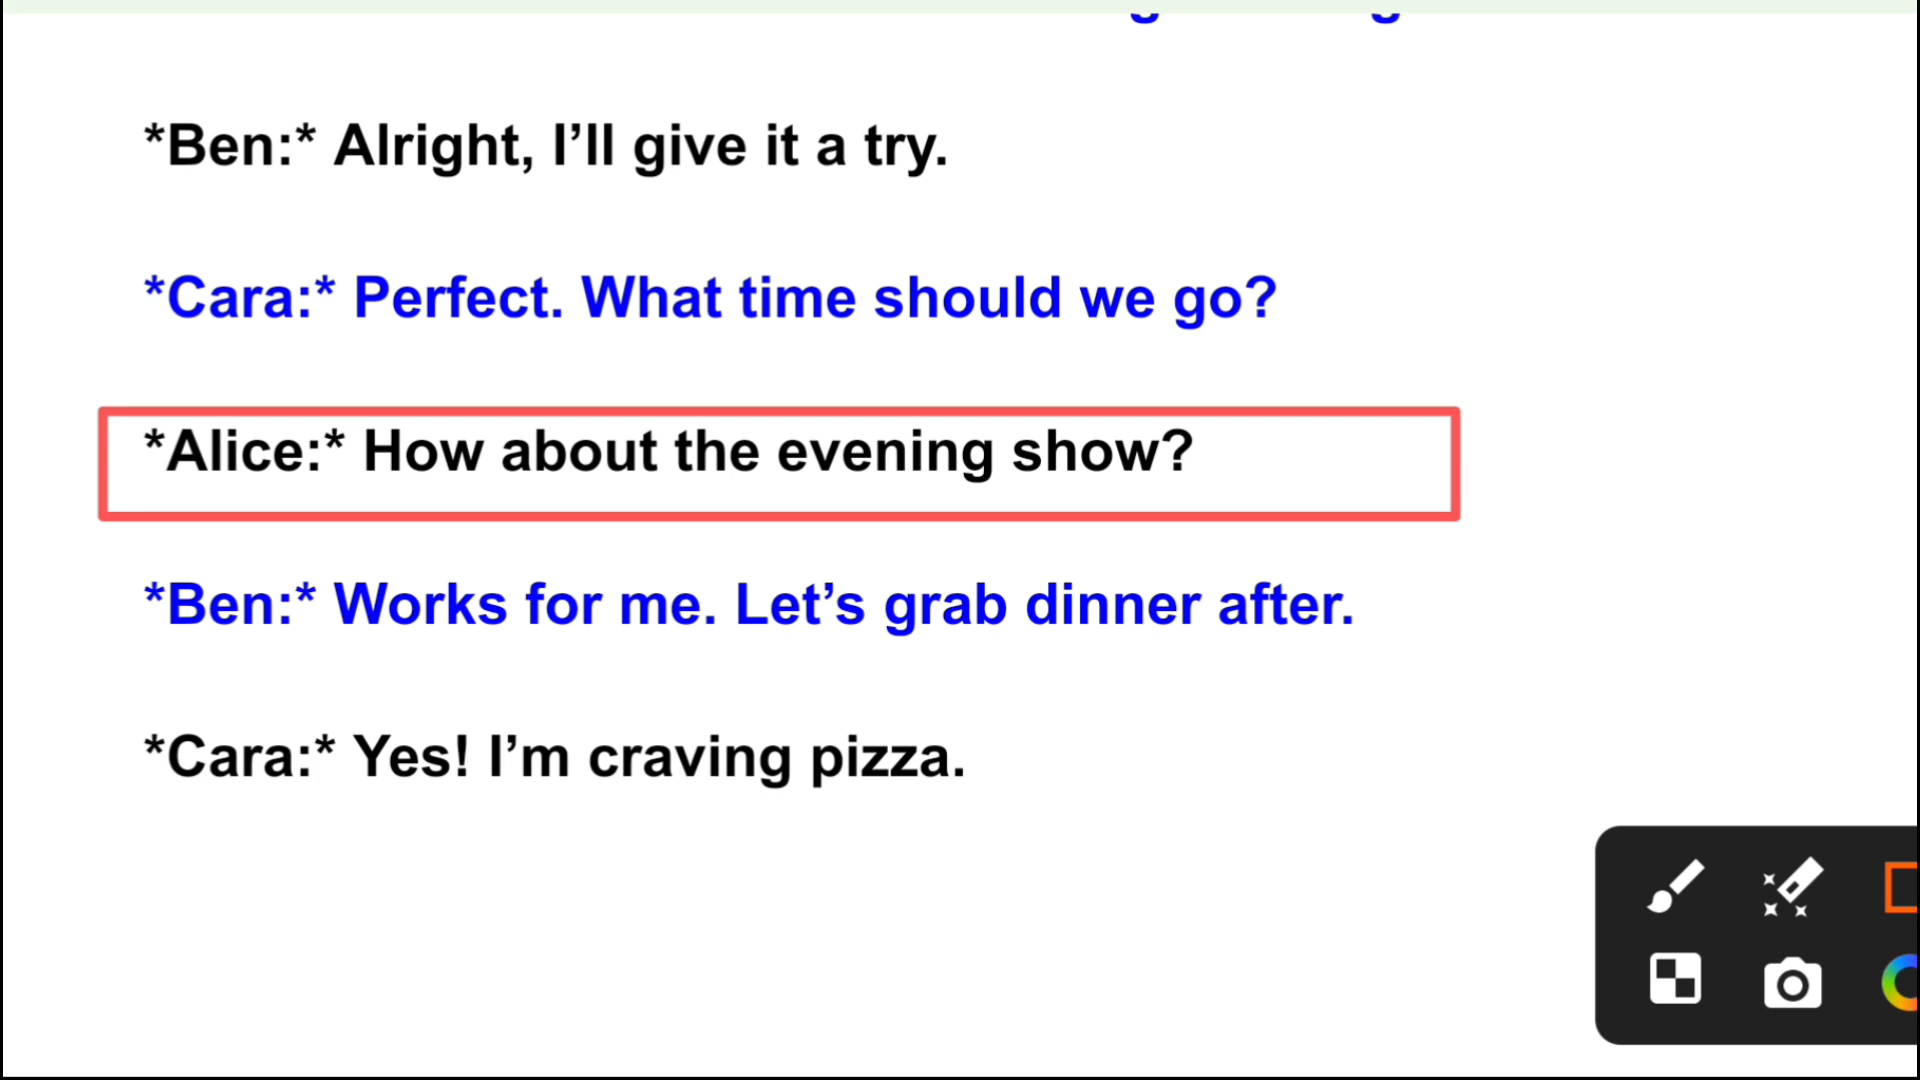 *Ben:* Alright, I’ll give it a try.
*Cara:* Perfect. What time should we go?
*Alice:* How about the evening show?
*Ben:* Works for me. Let’s grab dinner after.
*Cara:* Yes! I’m craving pizza.